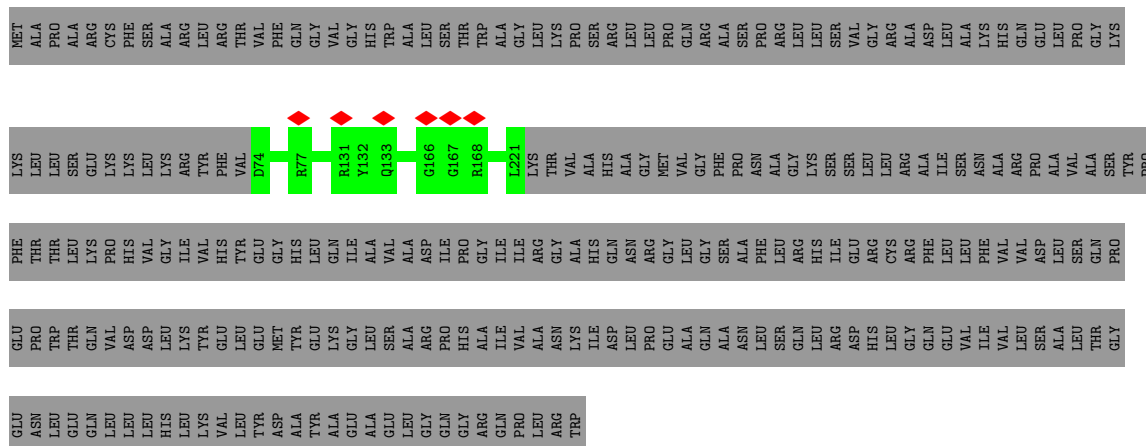 MET ALA PRO ALA ARG CYS PHE SER ALA ARG LEU ARG THR VAL PHE GLN GLY VAL GLY HIS TRP ALA LEU SER THR TRP ALA GLY LEU LYS PRO SER ARG LEU LEU PRO GLN ARG ALA SER PRO ARG LEU LEU SER VAL GLY ARG ALA ASP LEU ALA LYS HIS GLN GLU LEU PRO GLY LYS
LYS LEU LEU SER GLU LYS LYS LEU LYS ARG TYR PHE VAL D74 R77 R131 Y132 Q133 G166 G167 R168 L221 LYS THR VAL ALA HIS ALA GLY MET VAL GLY PHE PRO ASN ALA GLY LYS SER SER LEU LEU ARG ALA ILE SER ASN ALA ARG PRO ALA VAL ALA SER TYR PRO
PHE THR THR LEU LYS PRO HIS VAL GLY ILE VAL HIS TYR GLU GLY HIS LEU GLN ILE ALA VAL ALA ASP ILE PRO GLY ILE ILE ARG GLY ALA HIS GLN ASN ARG GLY LEU GLY SER ALA PHE LEU ARG HIS ILE GLU ARG CYS ARG PHE LEU LEU PHE VAL VAL ASP LEU SER GLN PRO
GLU PRO TRP THR GLN VAL ASP ASP LEU LYS TYR GLU LEU GLU MET TYR GLU LYS GLY LEU SER ALA ARG PRO HIS ALA ILE VAL ALA ASN LYS ILE ASP LEU PRO GLU ALA GLN ALA ASN LEU SER GLN LEU ARG ASP HIS LEU GLY GLN GLU VAL ILE VAL LEU SER ALA LEU THR GLY
GLU ASN LEU GLU GLN LEU LEU LEU HIS LEU LYS VAL LEU TYR ASP ALA TYR ALA GLU ALA GLU LEU GLY GLN GLY ARG GLN PRO LEU ARG TRP